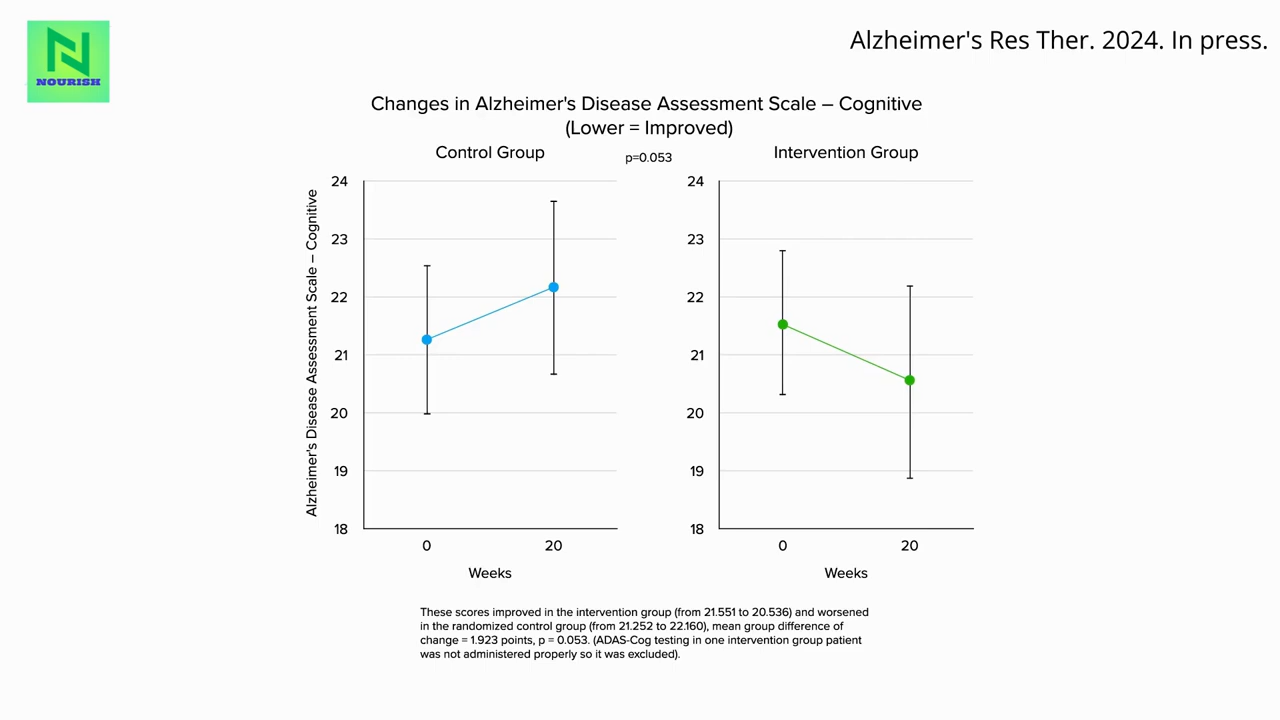 NOURISH
Alzheimer's Res Ther. 2024. In press.
Changes in Alzheimer's Disease Assessment Scale – Cognitive
(Lower = Improved)
Control Group
p=0.053
Intervention Group
Alzheimer's Disease Assessment Scale – Cognitive
24
23
22
21
20
19
18
0
20
Weeks
24
23
22
21
20
19
18
0
20
Weeks
These scores improved in the intervention group (from 21.551 to 20.536) and worsened
in the randomized control group (from 21.252 to 22.160), mean group difference of
change = 1.923 points, p = 0.053. (ADAS-Cog testing in one intervention group patient
was not administered properly so it was excluded).